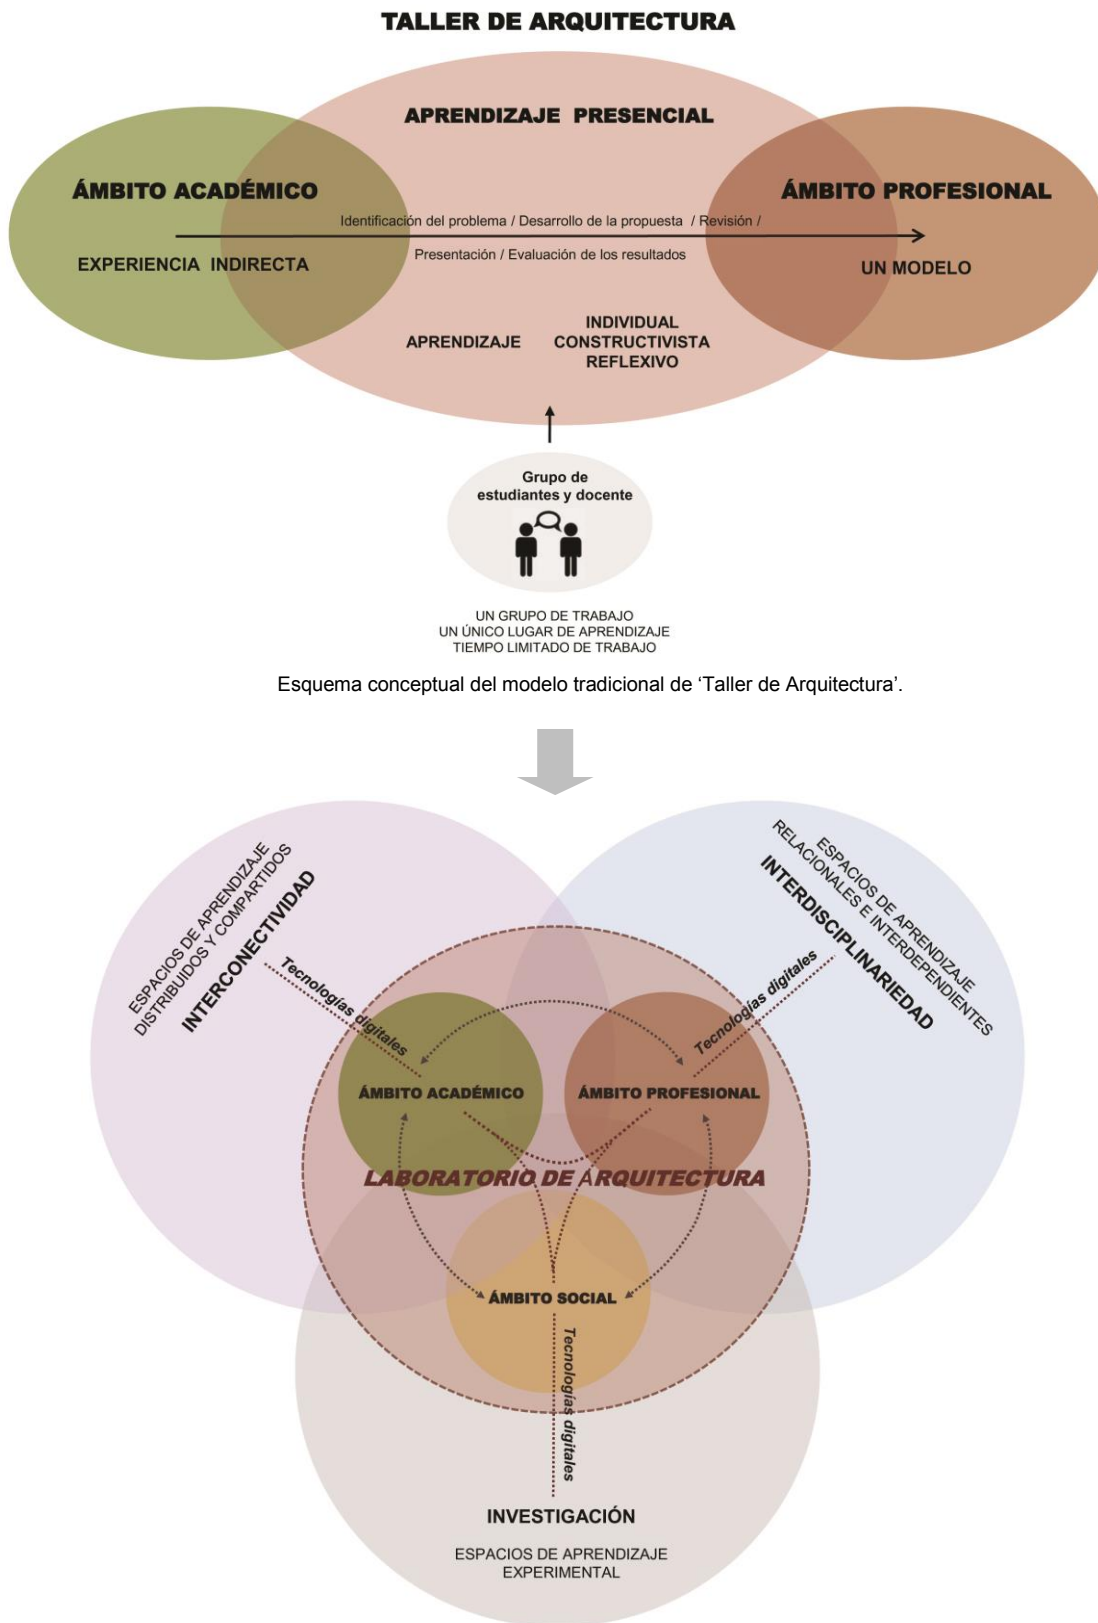 TALLER DE ARQUITECTURA
APRENDIZAJE PRESENCIAL
ÁMBITO ACADÉMICO
ÁMBITO PROFESIONAL
Identificación del problema / Desarrollo de la propuesta / Revisión /
Presentación / Evaluación de los resultados
EXPERIENCIA INDIRECTA
UN MODELO
APRENDIZAJE
INDIVIDUAL
CONSTRUCTIVISTA
REFLEXIVO
Grupo de
estudiantes y docente
UN GRUPO DE TRABAJO
UN ÚNICO LUGAR DE APRENDIZAJE
TIEMPO LIMITADO DE TRABAJO
Esquema conceptual del modelo tradicional de ‘Taller de Arquitectura’.
ESPACIOS DE APRENDIZAJE
DISTRIBUIDOS Y COMPARTIDOS
INTERCONECTIVIDAD
ESPACIOS DE APRENDIZAJE
RELACIONALES E INTERDEPENDIENTES
INTERDISCIPLINARIEDAD
Tecnologías digitales
Tecnologías digitales
ÁMBITO ACADÉMICO
ÁMBITO PROFESIONAL
LABORATORIO DE ARQUITECTURA
ÁMBITO SOCIAL
Tecnologías digitales
INVESTIGACIÓN
ESPACIOS DE APRENDIZAJE
EXPERIMENTAL